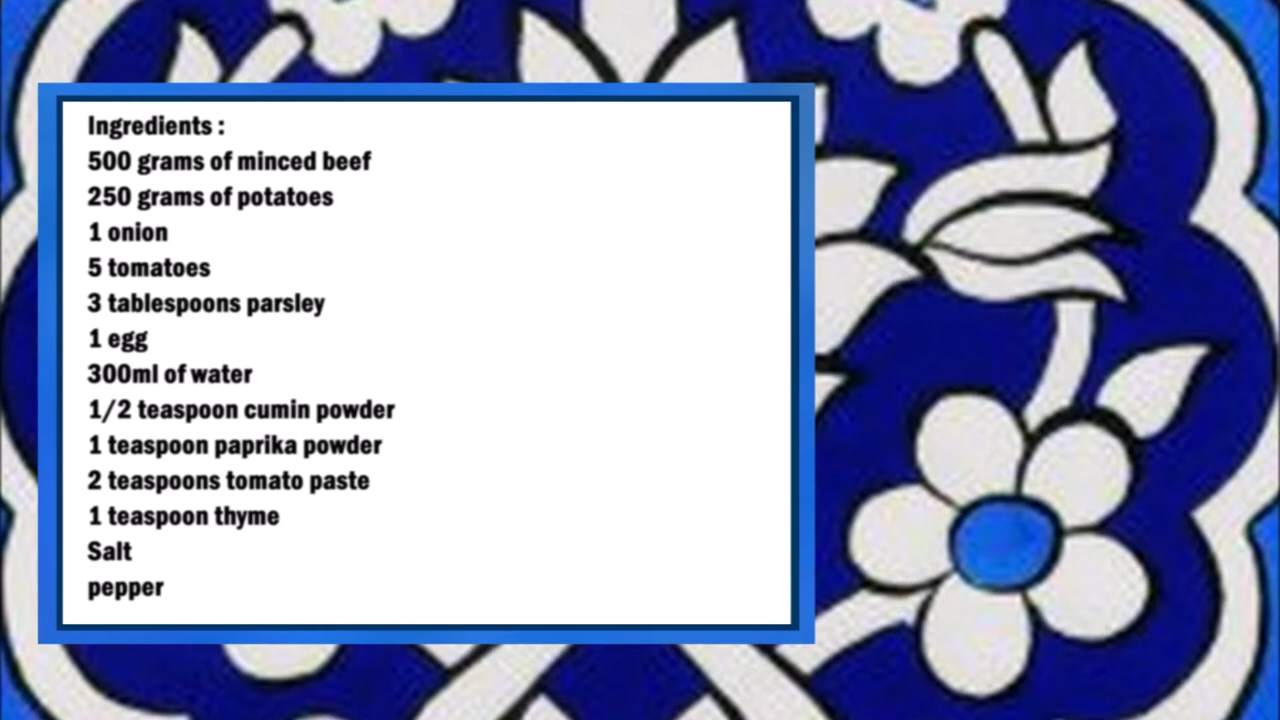 Ingredients :
500 grams of minced beef
250 grams of potatoes
1 onion
5 tomatoes
3 tablespoons parsley
1 egg
300ml of water
1/2 teaspoon cumin powder
1 teaspoon paprika powder
2 teaspoons tomato paste
1 teaspoon thyme
Salt
pepper